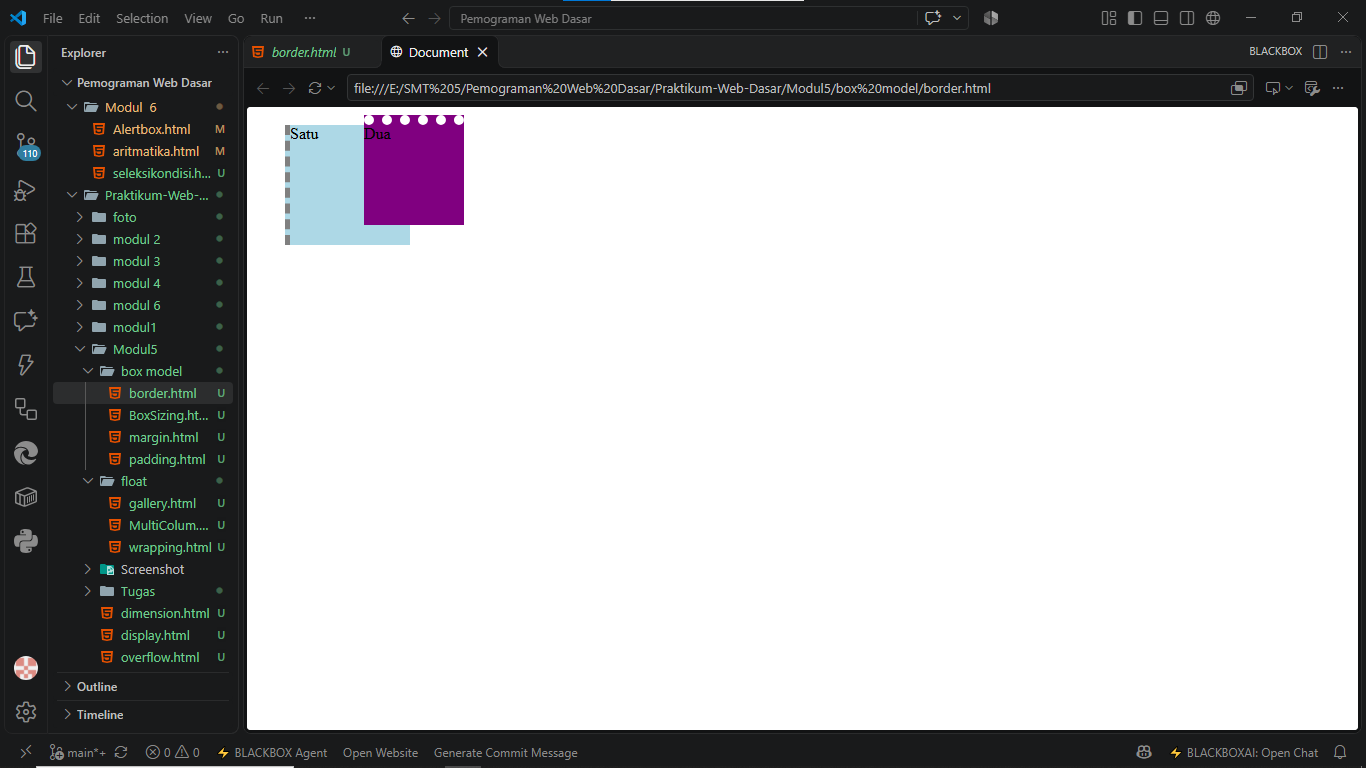 File Edit Selection View Go Run ··· Pemograman Web Dasar
Explorer ···
border.html U Document BLACKBOX ···
Pemograman Web Dasar
file:///E:/SMT%205/Pemograman%20Web%20Dasar/Praktikum-Web-Dasar/Modul5/box%20model/border.html ···
Modul 6
Alertbox.html M
aritmatika.html M
110
seleksikondisi.h... U
Praktikum-Web-...
foto
modul 2
modul 3
modul 4
modul 6
modul1
Modul5
box model
border.html U
BoxSizing.ht... U
margin.html U
padding.html U
float
gallery.html U
MultiColum.... U
wrapping.html U
Screenshot
Tugas
dimension.html U
display.html U
overflow.html U
Outline
Timeline
Satu Dua
main*+ 0 0 BLACKBOX Agent Open Website Generate Commit Message BLACKBOXAI: Open Chat